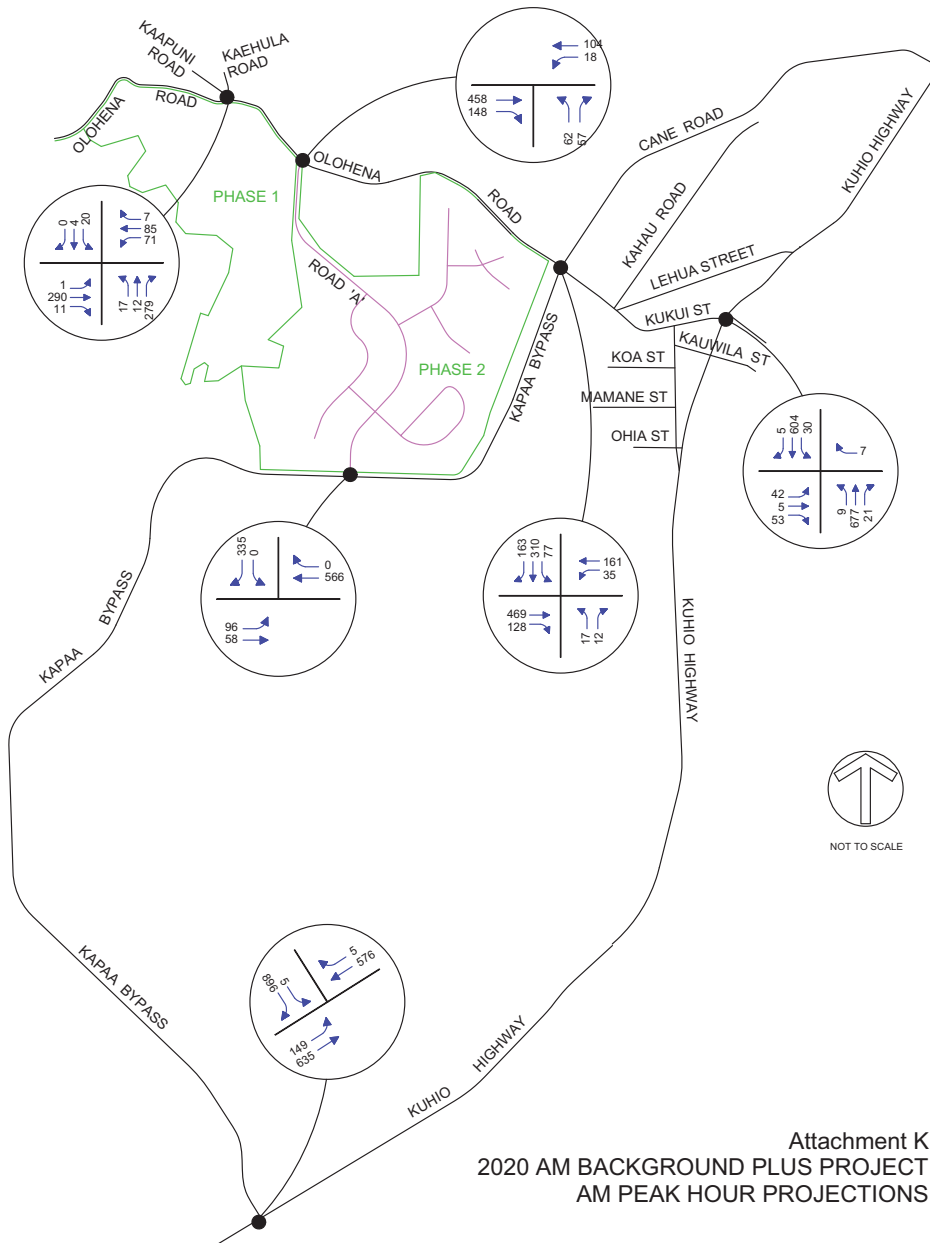 KAAPUNI
ROAD
KAEHULA
ROAD
OLOHENA
ROAD
104
18
458
148
62
57
OLOHENA
ROAD
CANE ROAD
KUHIO HIGHWAY
KAHAU ROAD
LEHUA STREET
PHASE 1
0
4
20
7
85
71
1
290
11
17
12
279
ROAD 'A'
PHASE 2
KAPAA BYPASS
KUKUI ST
KAUWILA ST
KOA ST
MAMANE ST
OHIA ST
5
604
30
7
42
5
53
9
677
21
335
0
0
566
96
58
163
310
77
161
35
469
128
17
12
KAPAA
BYPASS
KUHIO HIGHWAY
NOT TO SCALE
KAPAA BYPASS
896
5
5
576
149
635
KUHIO
HIGHWAY
Attachment K
2020 AM BACKGROUND PLUS PROJECT
AM PEAK HOUR PROJECTIONS